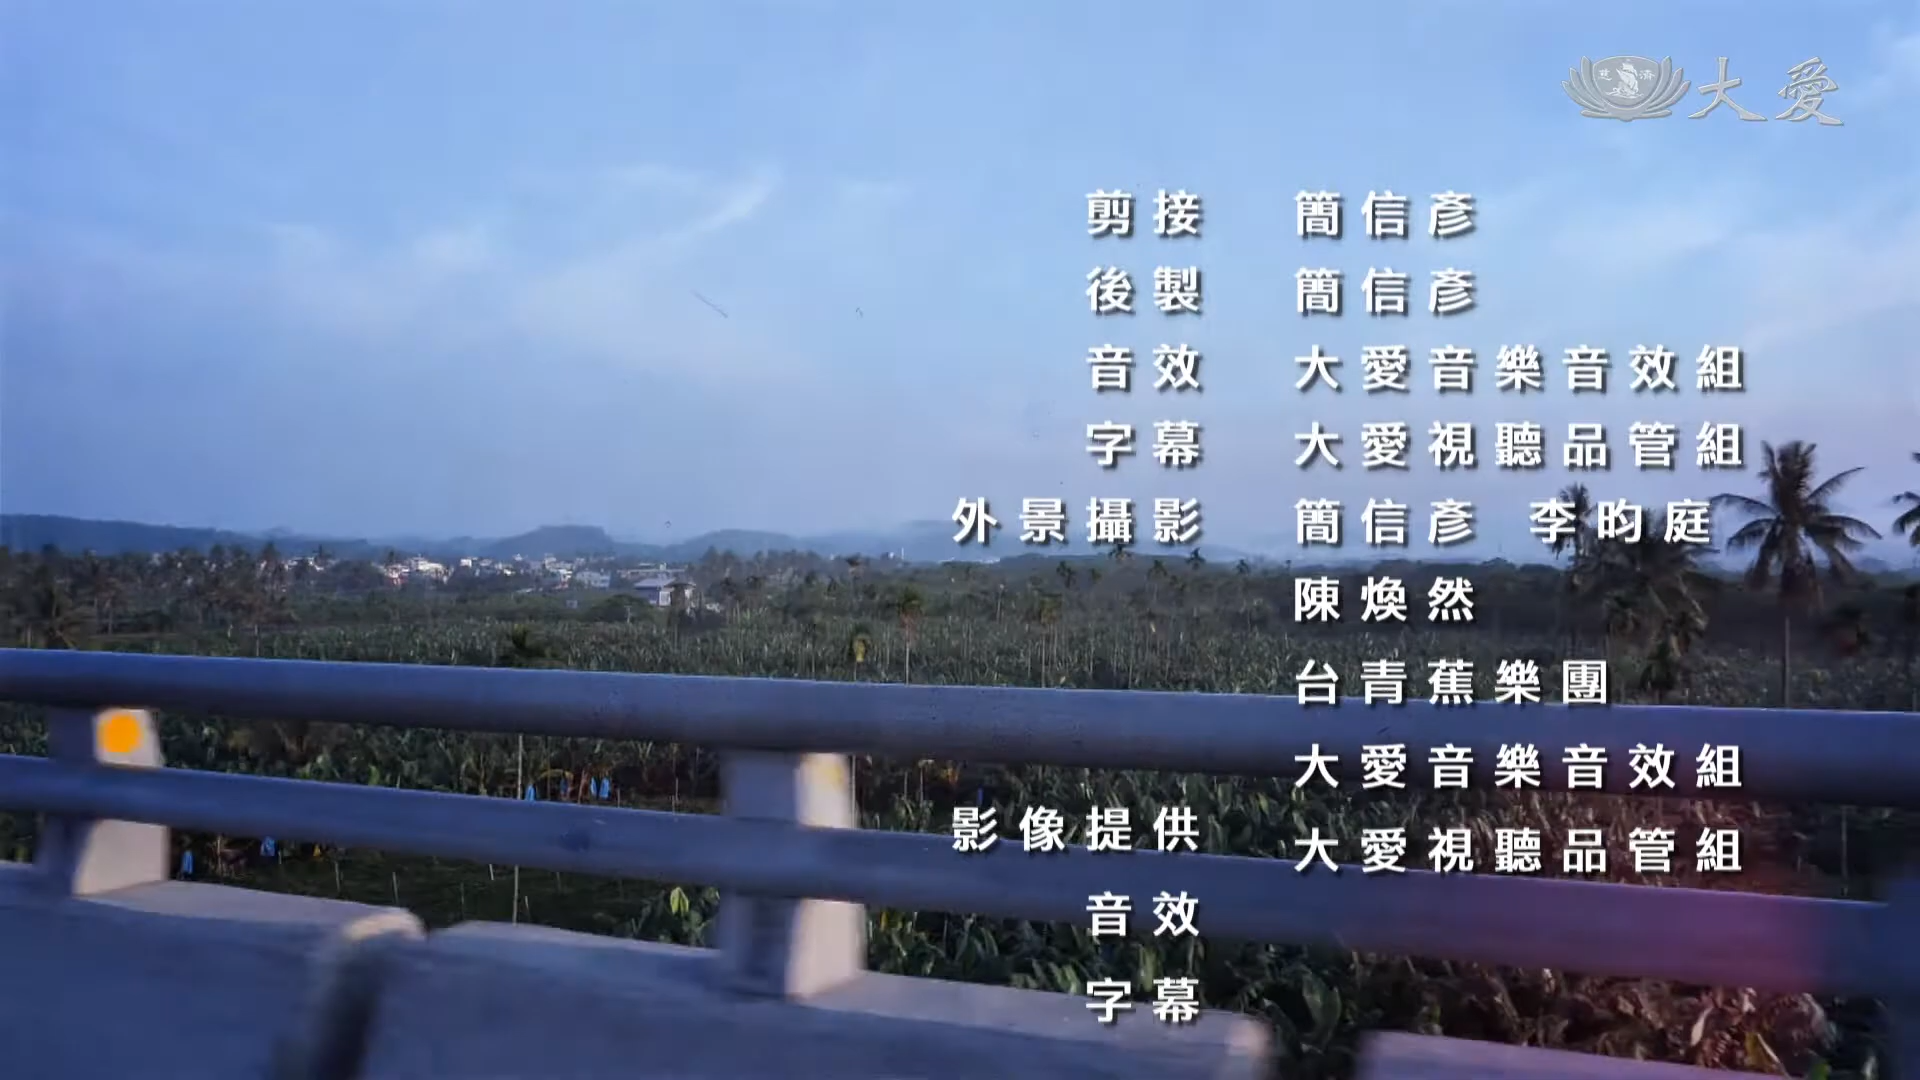 慈濟 大愛
剪接 簡信彥
後製 簡信彥
音效 大愛音樂音效組
字幕 大愛視聽品管組
外景攝影 簡信彥 李昀庭
陳煥然
台青蕉樂團
大愛音樂音效組
影像提供
大愛視聽品管組
音效
字幕